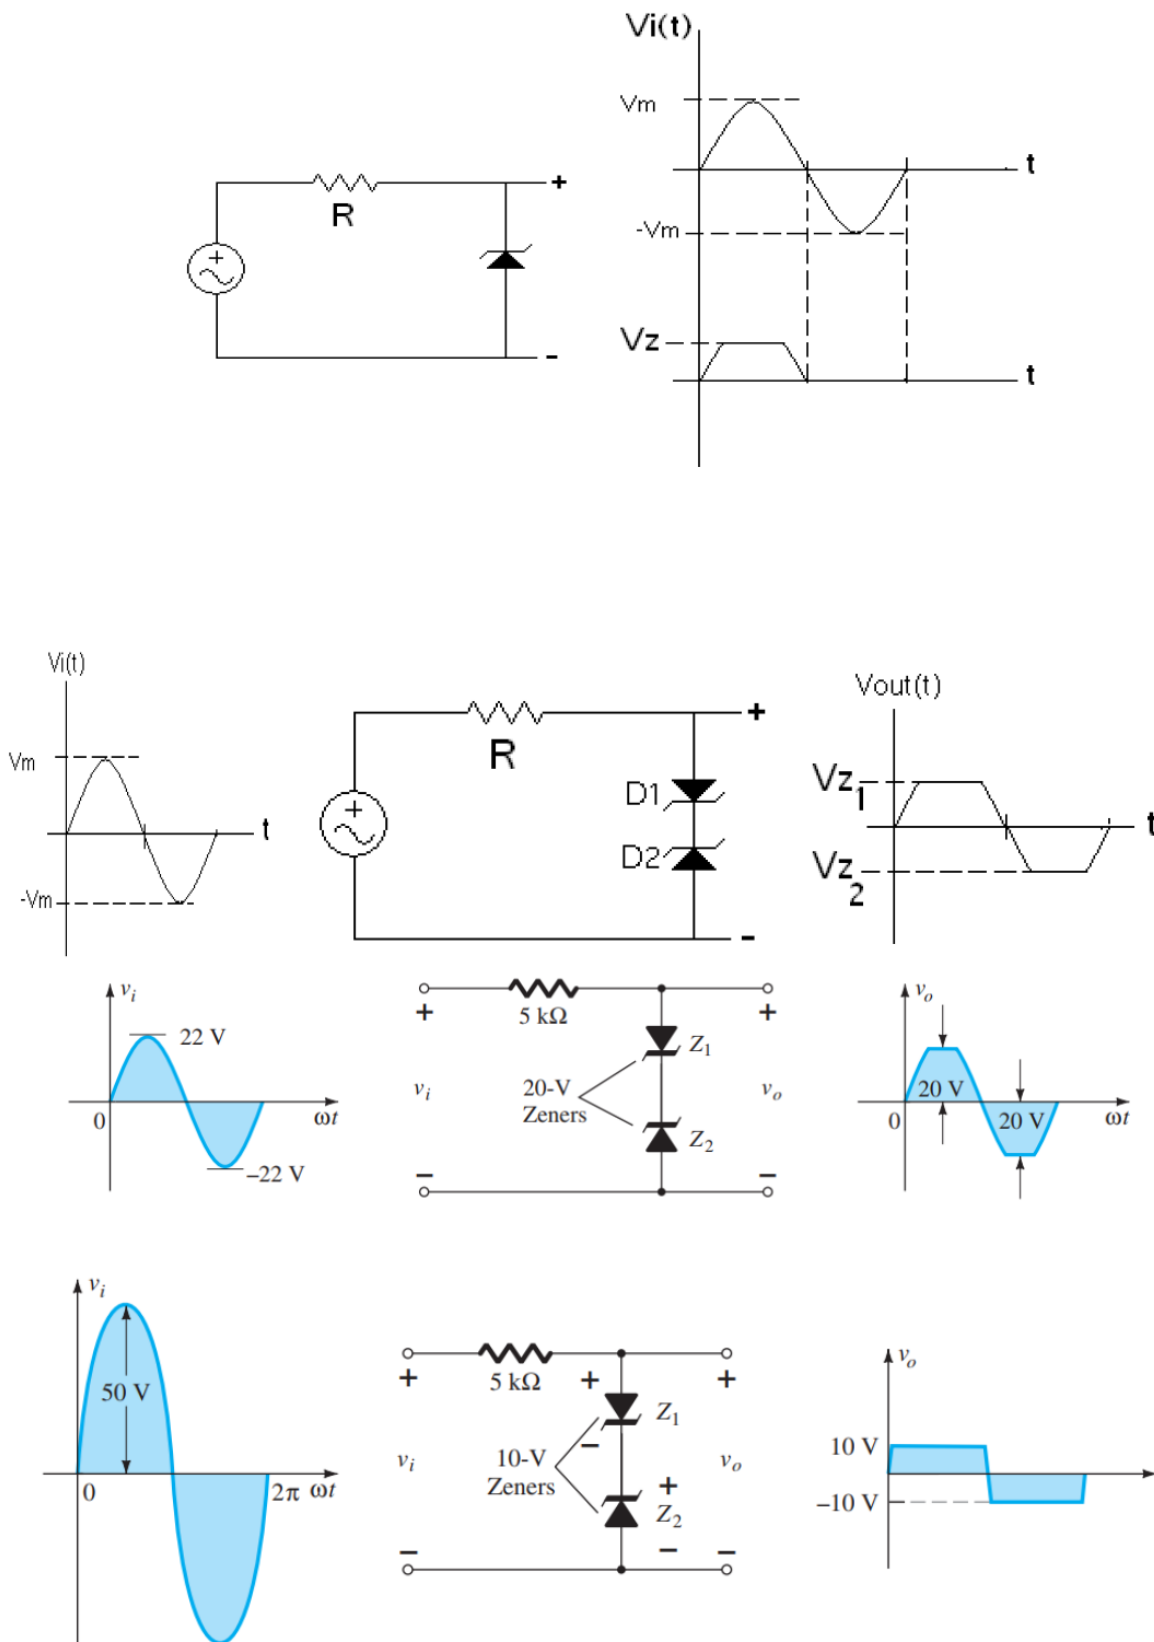 Vi(t)
Vm
t
-Vm
R
+
+
-
Vz
t
Vi(t)
Vm
t
-Vm
R
+
+
D1
D2
-
Vout(t)
Vz1
t
Vz2
vi
22 V
0
ωt
–22 V
5 kΩ
+
+
Z1
vi
20-V
Zeners
vo
Z2
–
–
vo
20 V
0
20 V
ωt
vi
50 V
0
2π ωt
5 kΩ
+
+
+
Z1
–
vi
10-V
Zeners
vo
+
Z2
–
–
–
vo
10 V
–10 V